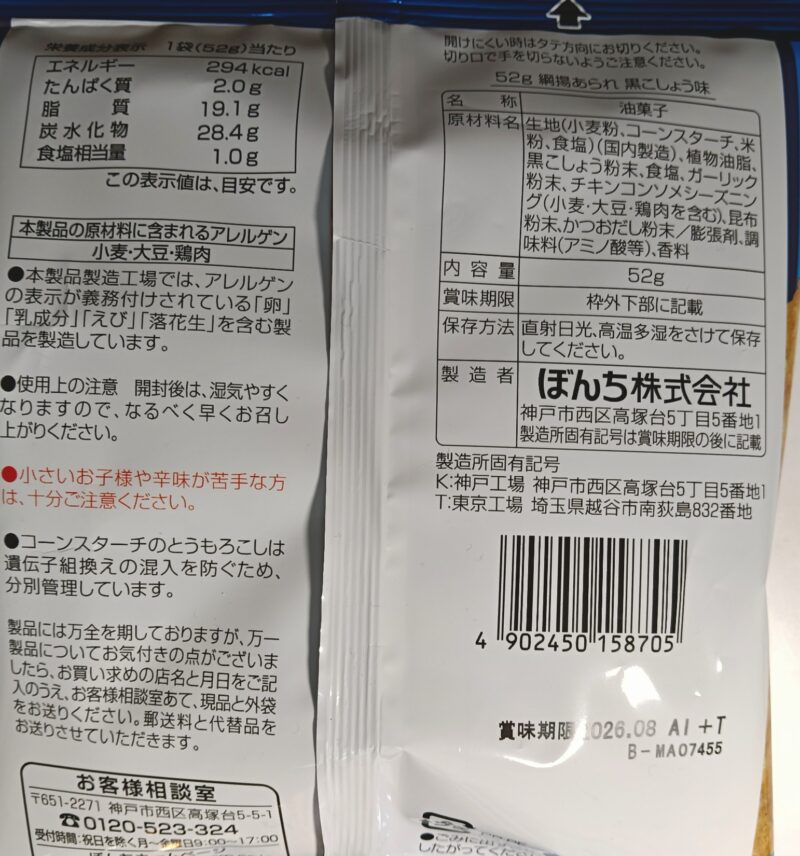 栄養成分表示 1袋(52g)当たり
エネルギー 294kcal
たんぱく質 2.0g
脂質 19.1g
炭水化物 28.4g
食塩相当量 1.0g
この表示値は、目安です。
本製品の原材料に含まれるアレルゲン
小麦・大豆・鶏肉
●本製品製造工場では、アレルゲン
の表示が義務付けされている「卵」
「乳成分」「えび」「落花生」を含む製
品を製造しています。
●使用上の注意 開封後は、湿気やすく
なりますので、なるべく早くお召し
上がりください。
●小さいお子様や辛味が苦手な方
は、十分ご注意ください。
●コーンスターチのとうもろこしは
遺伝子組換えの混入を防ぐため、
分別管理しています。
製品には万全を期しておりますが、万一
製品についてお気付きの点がございま
したら、お買い求めの店名と月日をご記
入のうえ、お客様相談室あて、現品と外袋
をお送りください。郵送料と代替品を
お送りさせていただきます。
お客様相談室
〒651-2271 神戸市西区高塚台5-5-1
☎0120-523-324
受付時間:祝日を除く月〜金曜日9:00〜17:00
開けにくい時はタテ方向にお切りください。
切り口で手を切らないようご注意ください。
52g 網揚あられ 黒こしょう味
名称 油菓子
原材料名 生地(小麦粉、コーンスターチ、米
粉、食塩)(国内製造)、植物油脂、
黒こしょう粉末、食塩、ガーリック
粉末、チキンコンソメシーズニン
グ(小麦・大豆・鶏肉を含む)、昆布
粉末、かつおだし粉末/膨張剤、調
味料(アミノ酸等)、香料
内容量 52g
賞味期限 枠外下部に記載
保存方法 直射日光、高温多湿をさけて保存
してください。
製造者 ぼんち株式会社
神戸市西区高塚台5丁目5番地1
製造所固有記号は賞味期限の後に記載
製造所固有記号
K:神戸工場 神戸市西区高塚台5丁目5番地1
T:東京工場 埼玉県越谷市南荻島832番地
4 902450 158705
賞味期限 2026.08 AI+T
B-MA07455